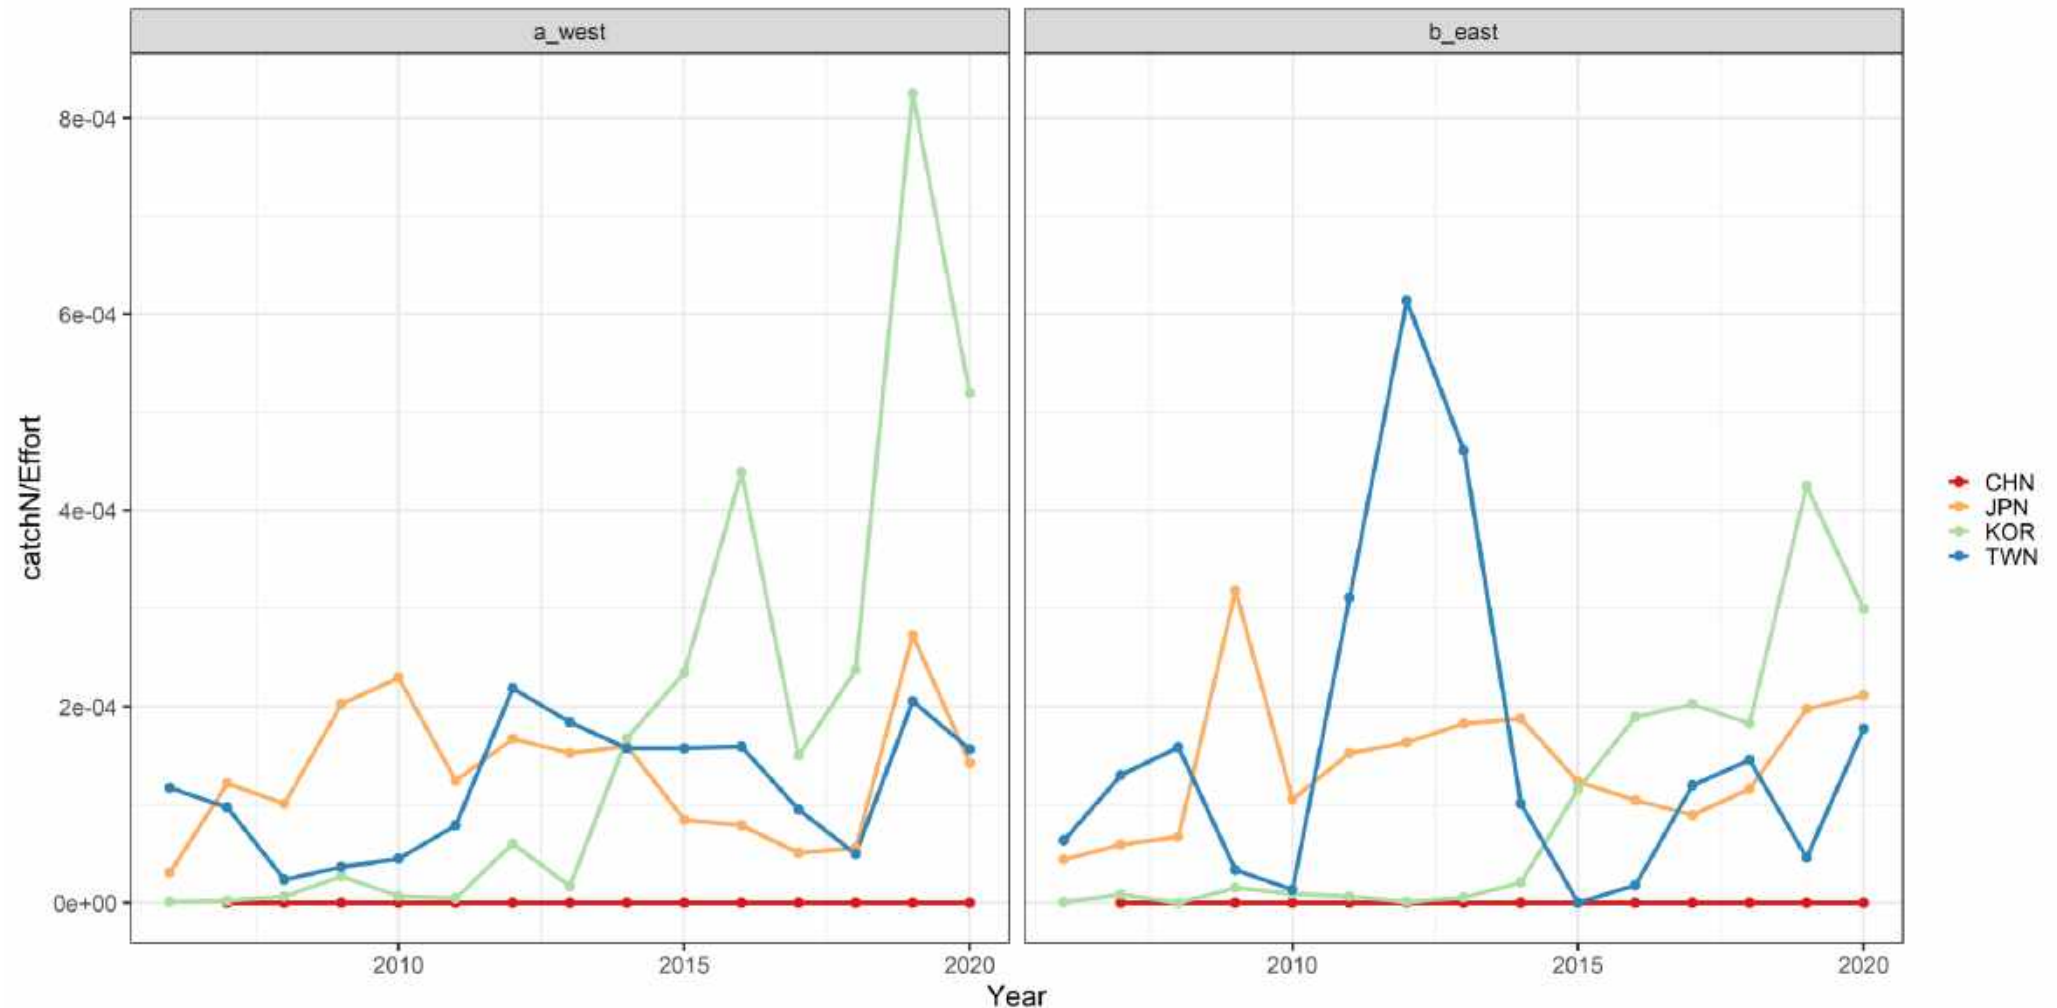 a_west
b_east
8e-04
6e-04
4e-04
2e-04
0e+00
catchN/Effort
2010
2015
2020
2010
2015
2020
Year
CHN
JPN
KOR
TWN